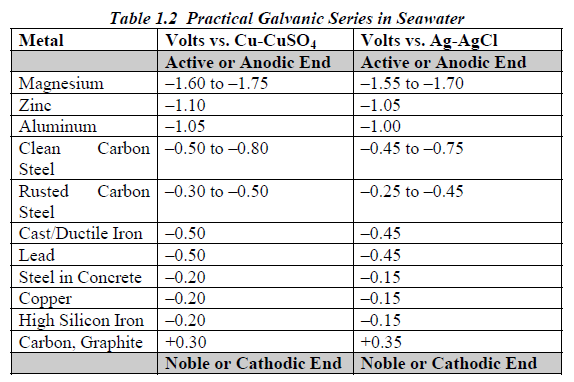 Table 1.2 Practical Galvanic Series in Seawater
Metal Volts vs. Cu-CuSO₄ Volts vs. Ag-AgCl
Active or Anodic End Active or Anodic End
Magnesium –1.60 to –1.75 –1.55 to –1.70
Zinc –1.10 –1.05
Aluminum –1.05 –1.00
Clean Carbon –0.50 to –0.80 –0.45 to –0.75
Steel
Rusted Carbon –0.30 to –0.50 –0.25 to –0.45
Steel
Cast/Ductile Iron –0.50 –0.45
Lead –0.50 –0.45
Steel in Concrete –0.20 –0.15
Copper –0.20 –0.15
High Silicon Iron –0.20 –0.15
Carbon, Graphite +0.30 +0.35
Noble or Cathodic End Noble or Cathodic End